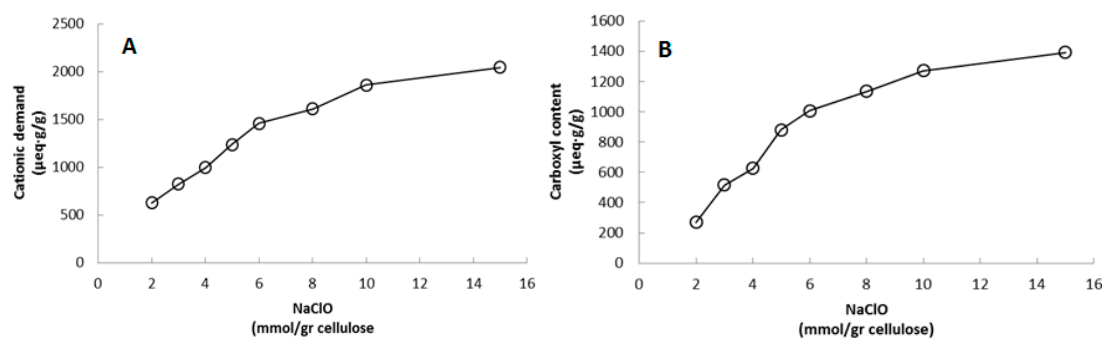 A
Cationic demand
(µeq·g/g)
2500
2000
1500
1000
500
0
0 2 4 6 8 10 12 14 16
NaClO
(mmol/gr cellulose
B
Carboxyl content
(µeq·g/g)
1600
1400
1200
1000
800
600
400
200
0
0 2 4 6 8 10 12 14 16
NaClO
(mmol/gr cellulose)